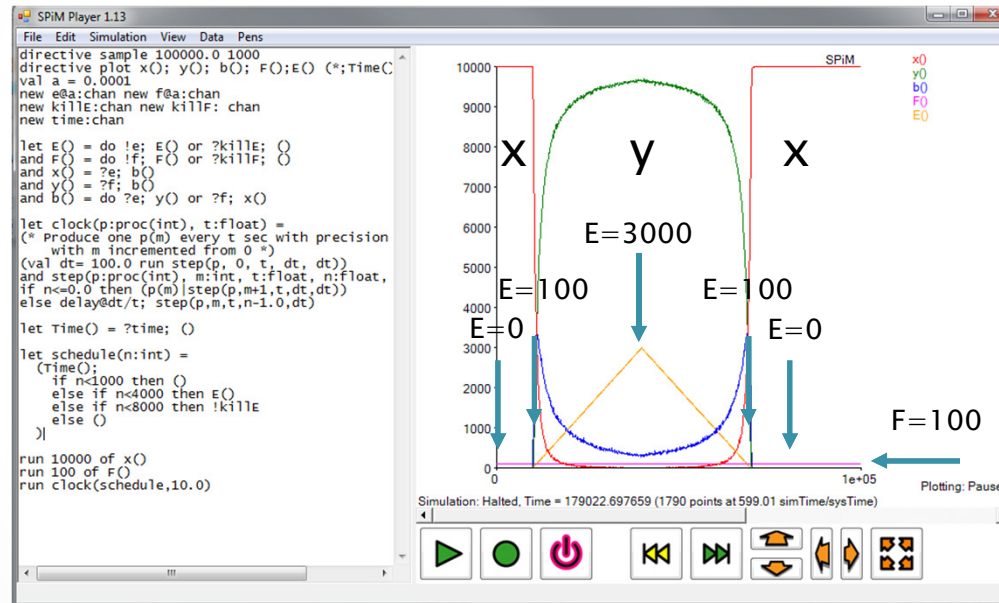 SPiM Player 1.13
File Edit Simulation View Data Pens
directive sample 100000.0 1000
directive plot x(); y(); b(); F();E() (*;Time()
val a = 0.0001
new e@a:chan new f@a:chan
new killE:chan new killF: chan
new time:chan
let E() = do !e; E() or ?killE; ()
and F() = do !f; F() or ?killF; ()
and x() = ?e; b()
and y() = ?f; b()
and b() = do ?e; y() or ?f; x()
let clock(p:proc(int), t:float) =
(* Produce one p(m) every t sec with precision
with m incremented from 0 *)
(val dt= 100.0 run step(p, 0, t, dt, dt))
and step(p:proc(int), m:int, t:float, n:float,
if n<=0.0 then (p(m)|step(p,m+1,t,dt,dt))
else delay@dt/t; step(p,m,t,n-1.0,dt)
let Time() = ?time; ()
let schedule(n:int) =
(Time();
if n<1000 then ()
else if n<4000 then E()
else if n<8000 then !killE
else ()
)
run 10000 of x()
run 100 of F()
run clock(schedule,10.0)
SPiM
x()
y()
b()
F()
E()
10000
9000
8000
7000
6000
5000
4000
3000
2000
1000
0
0
1e+05
x
y
x
E=3000
E=100
E=100
E=0
E=0
F=100
Plotting: Pause
Simulation: Halted, Time = 179022.697659 (1790 points at 599.01 simTime/sysTime)